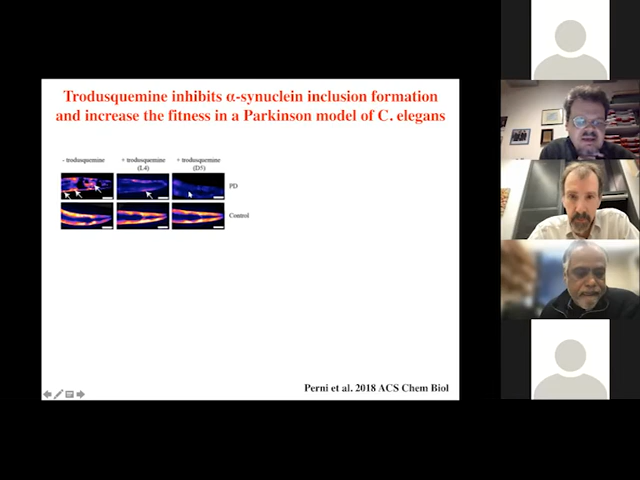 Trodusquemine inhibits α-synuclein inclusion formation
and increase the fitness in a Parkinson model of C. elegans
- trodusquemine
+ trodusquemine
(L4)
+ trodusquemine
(D5)
PD
Control
Perni et al. 2018 ACS Chem Biol